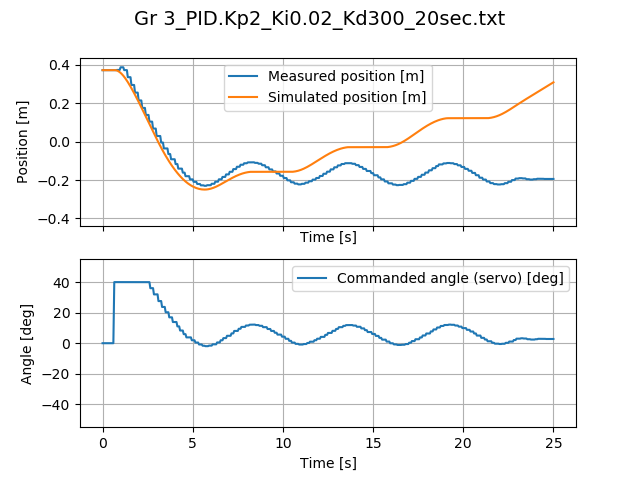 Gr 3_PID.Kp2_Ki0.02_Kd300_20sec.txt
0.4
0.2
0.0
−0.2
−0.4
Position [m]
Measured position [m]
Simulated position [m]
Time [s]
40
20
0
−20
−40
Angle [deg]
Commanded angle (servo) [deg]
0
5
10
15
20
25
Time [s]